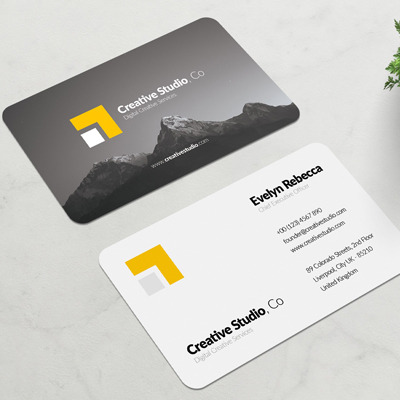 Creative Studio, Co
Digital Creative Services
www.creativestudio.com
Evelyn Rebecca
Chief Executive Officer
+00 (123) 4567 890
founder@creativestudio.com
www.creativestudio.com
89 Colorado Streets, 2nd Floor
Liverpool, City UK - 85210
United Kingdom
Creative Studio, Co
Digital Creative Services